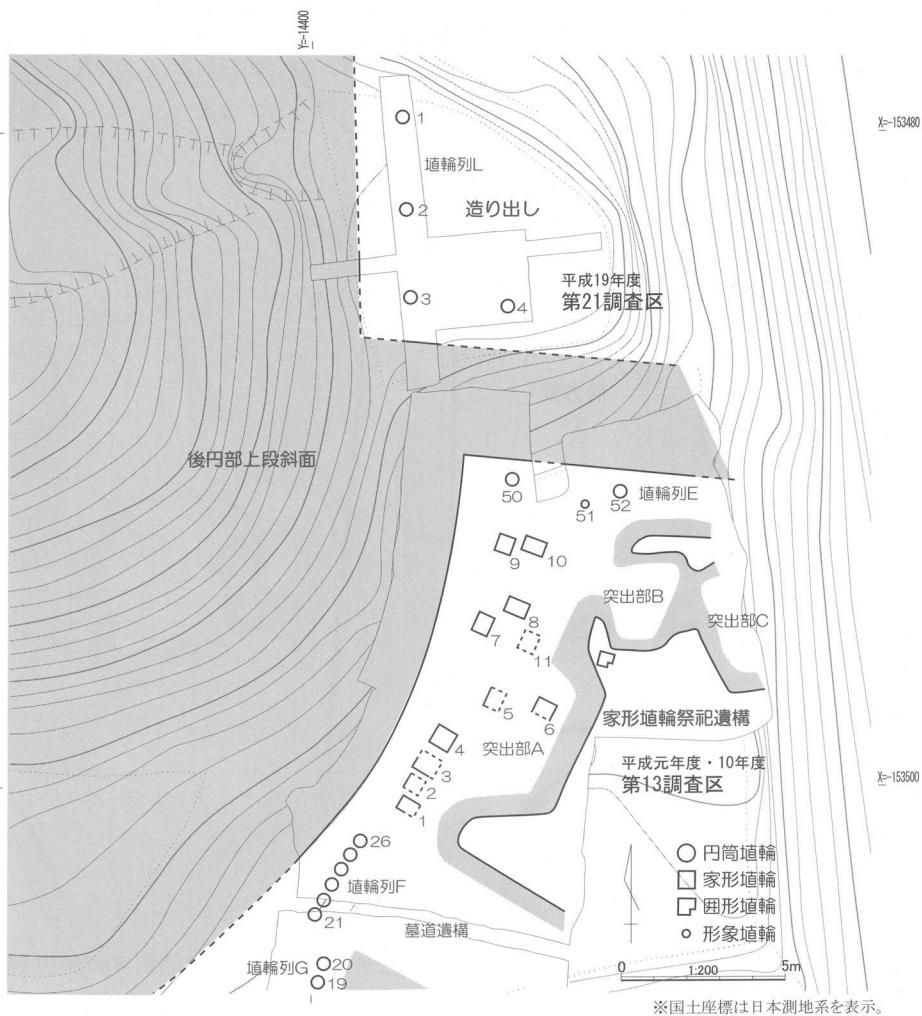 Y=-14400
X=-153480
1
埴輪列L
2
造り出し
平成19年度
第21調査区
3
4
後円部上段斜面
50
51
52
埴輪列E
9
10
突出部B
8
突出部C
7
11
家形埴輪祭祀遺構
5
6
4
突出部A
3
平成元年度・10年度
第13調査区
X=-153500
2
1
26
円筒埴輪
家形埴輪
埴輪列F
囲形埴輪
21
墓道遺構
形象埴輪
埴輪列G
20
19
0
1:200
5m
※国土座標は日本測地系を表示。